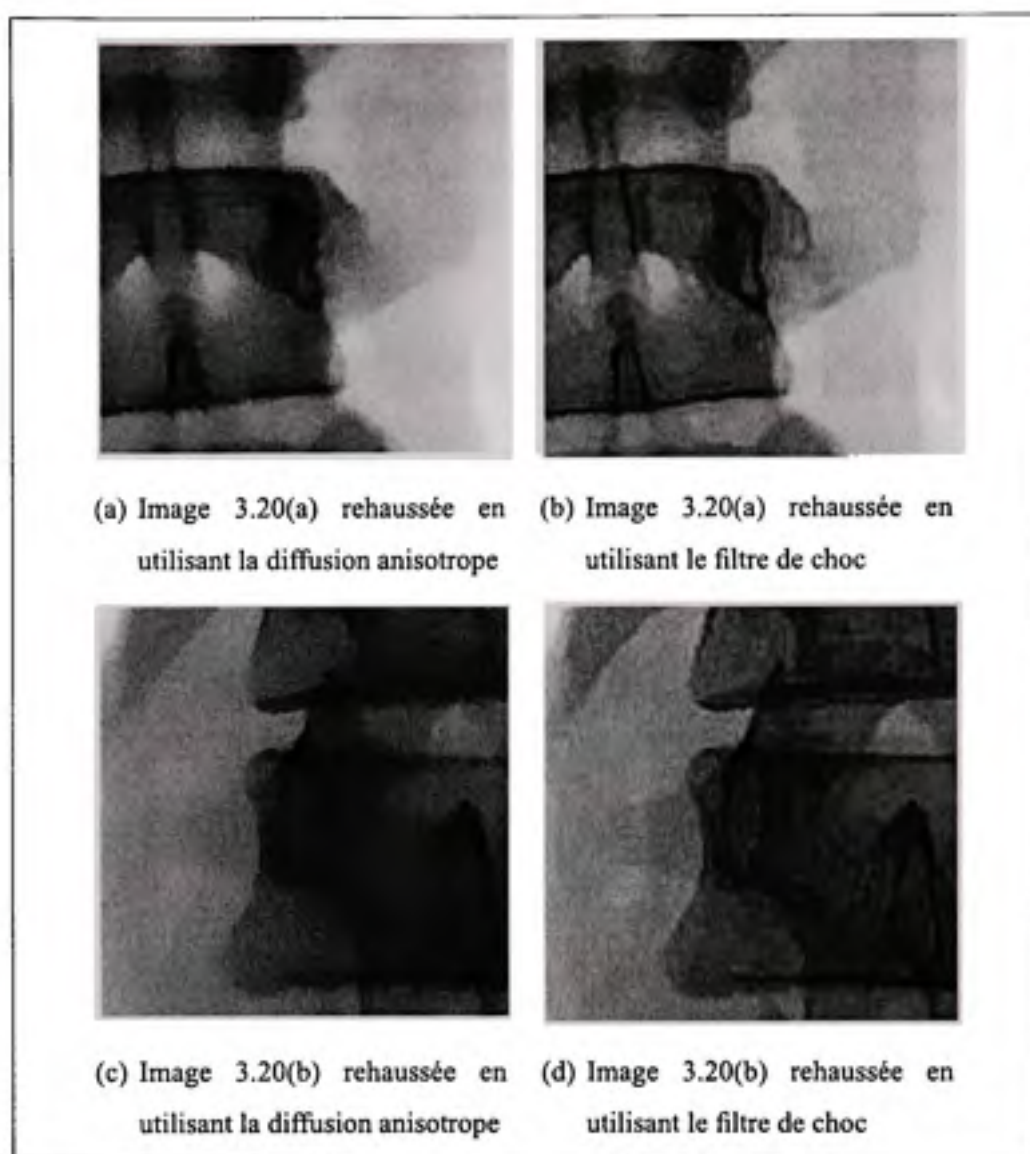 (a) Image 3.20(a) rehaussée en
utilisant la diffusion anisotrope
(b) Image 3.20(a) rehaussée en
utilisant le filtre de choc
(c) Image 3.20(b) rehaussée en
utilisant la diffusion anisotrope
(d) Image 3.20(b) rehaussée en
utilisant le filtre de choc